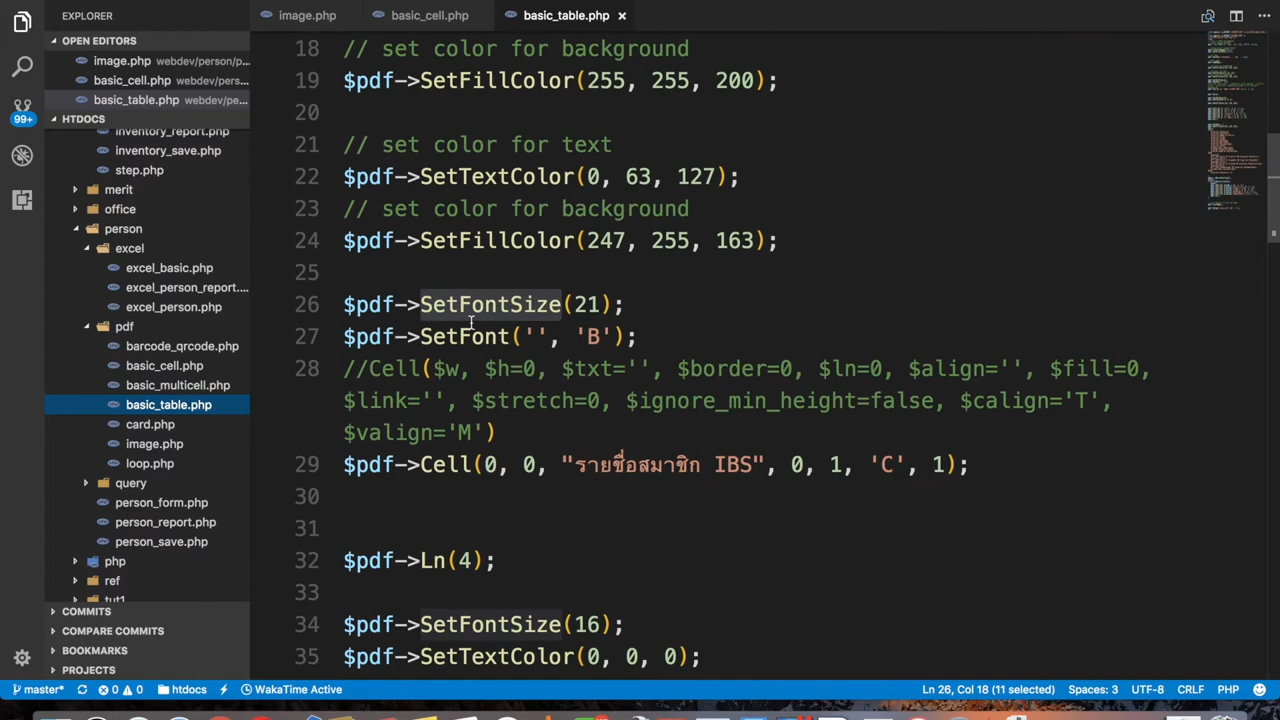 EXPLORER
image.php
basic_cell.php
basic_table.php
OPEN EDITORS
image.php webdev/person/p...
basic_cell.php webdev/pers...
basic_table.php webdev/pe...
99+
HTDOCS
inventory_report.php
inventory_save.php
step.php
merit
office
person
excel
excel_basic.php
excel_person_report....
excel_person.php
pdf
barcode_qrcode.php
basic_cell.php
basic_multicell.php
basic_table.php
card.php
image.php
loop.php
query
person_form.php
person_report.php
person_save.php
php
ref
tut1
COMMITS
COMPARE COMMITS
BOOKMARKS
PROJECTS
18 // set color for background
19 $pdf->SetFillColor(255, 255, 200);
20
21 // set color for text
22 $pdf->SetTextColor(0, 63, 127);
23 // set color for background
24 $pdf->SetFillColor(247, 255, 163);
25
26 $pdf->SetFontSize(21);
27 $pdf->SetFont('', 'B');
28 //Cell($w, $h=0, $txt='', $border=0, $ln=0, $align='', $fill=0,
$link='', $stretch=0, $ignore_min_height=false, $calign='T',
$valign='M')
29 $pdf->Cell(0, 0, "รายชื่อสมาชิก IBS", 0, 1, 'C', 1);
30
31
32 $pdf->Ln(4);
33
34 $pdf->SetFontSize(16);
35 $pdf->SetTextColor(0, 0, 0);
master* 0 0 htdocs WakaTime Active Ln 26, Col 18 (11 selected) Spaces: 3 UTF-8 CRLF PHP